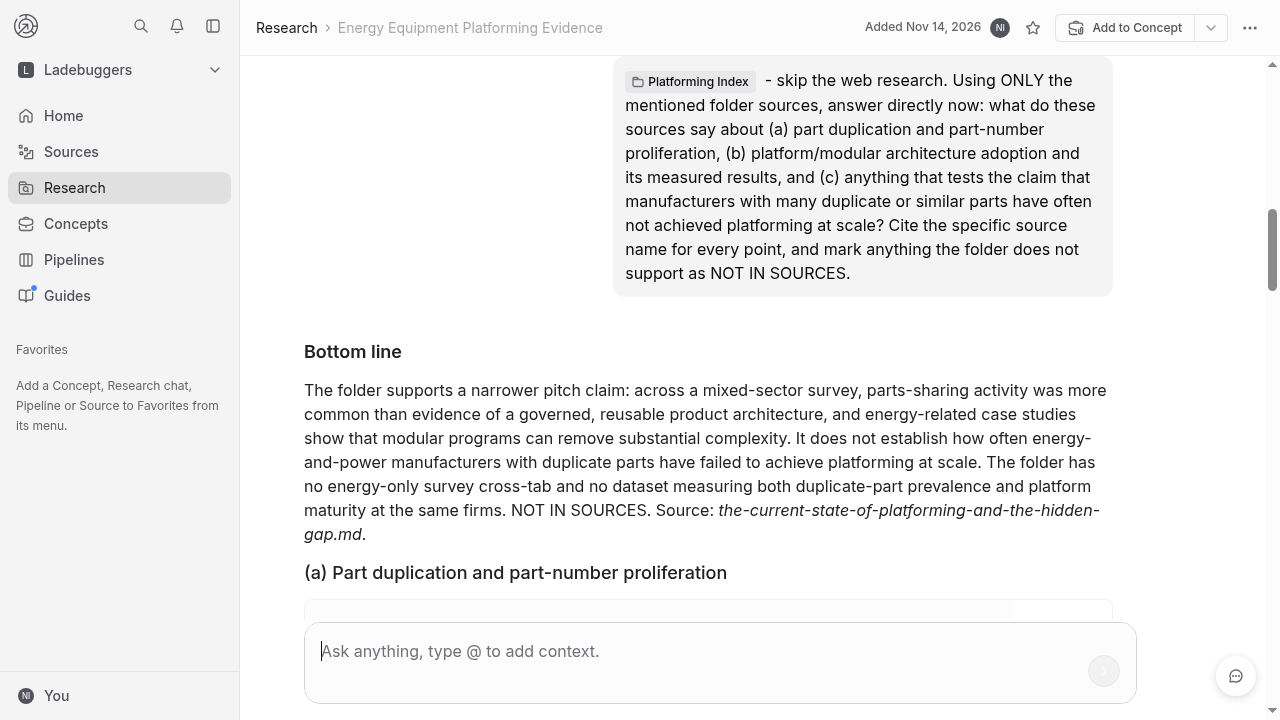 Research
Energy Equipment Platforming Evidence
Added Nov 14, 2026
NI
Add to Concept
L
Ladebuggers
Home
Sources
Research
Concepts
Pipelines
Guides
Favorites
Add a Concept, Research chat,
Pipeline or Source to Favorites from
its menu.
NI
You
Platforming Index - skip the web research. Using ONLY the
mentioned folder sources, answer directly now: what do these
sources say about (a) part duplication and part-number
proliferation, (b) platform/modular architecture adoption and
its measured results, and (c) anything that tests the claim that
manufacturers with many duplicate or similar parts have often
not achieved platforming at scale? Cite the specific source
name for every point, and mark anything the folder does not
support as NOT IN SOURCES.
Bottom line
The folder supports a narrower pitch claim: across a mixed-sector survey, parts-sharing activity was more
common than evidence of a governed, reusable product architecture, and energy-related case studies
show that modular programs can remove substantial complexity. It does not establish how often energy-
and-power manufacturers with duplicate parts have failed to achieve platforming at scale. The folder has
no energy-only survey cross-tab and no dataset measuring both duplicate-part prevalence and platform
maturity at the same firms. NOT IN SOURCES. Source: the-current-state-of-platforming-and-the-hidden-
gap.md.
(a) Part duplication and part-number proliferation
Ask anything, type @ to add context.